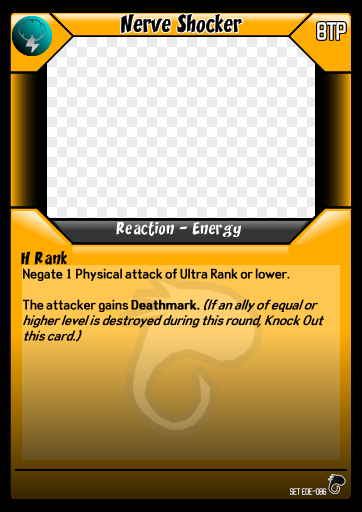 Nerve Shocker
8TP
Reaction - Energy
H Rank
Negate 1 Physical attack of Ultra Rank or lower.
The attacker gains Deathmark. (If an ally of equal or
higher level is destroyed during this round, Knock Out
this card.)
SET EDE-086